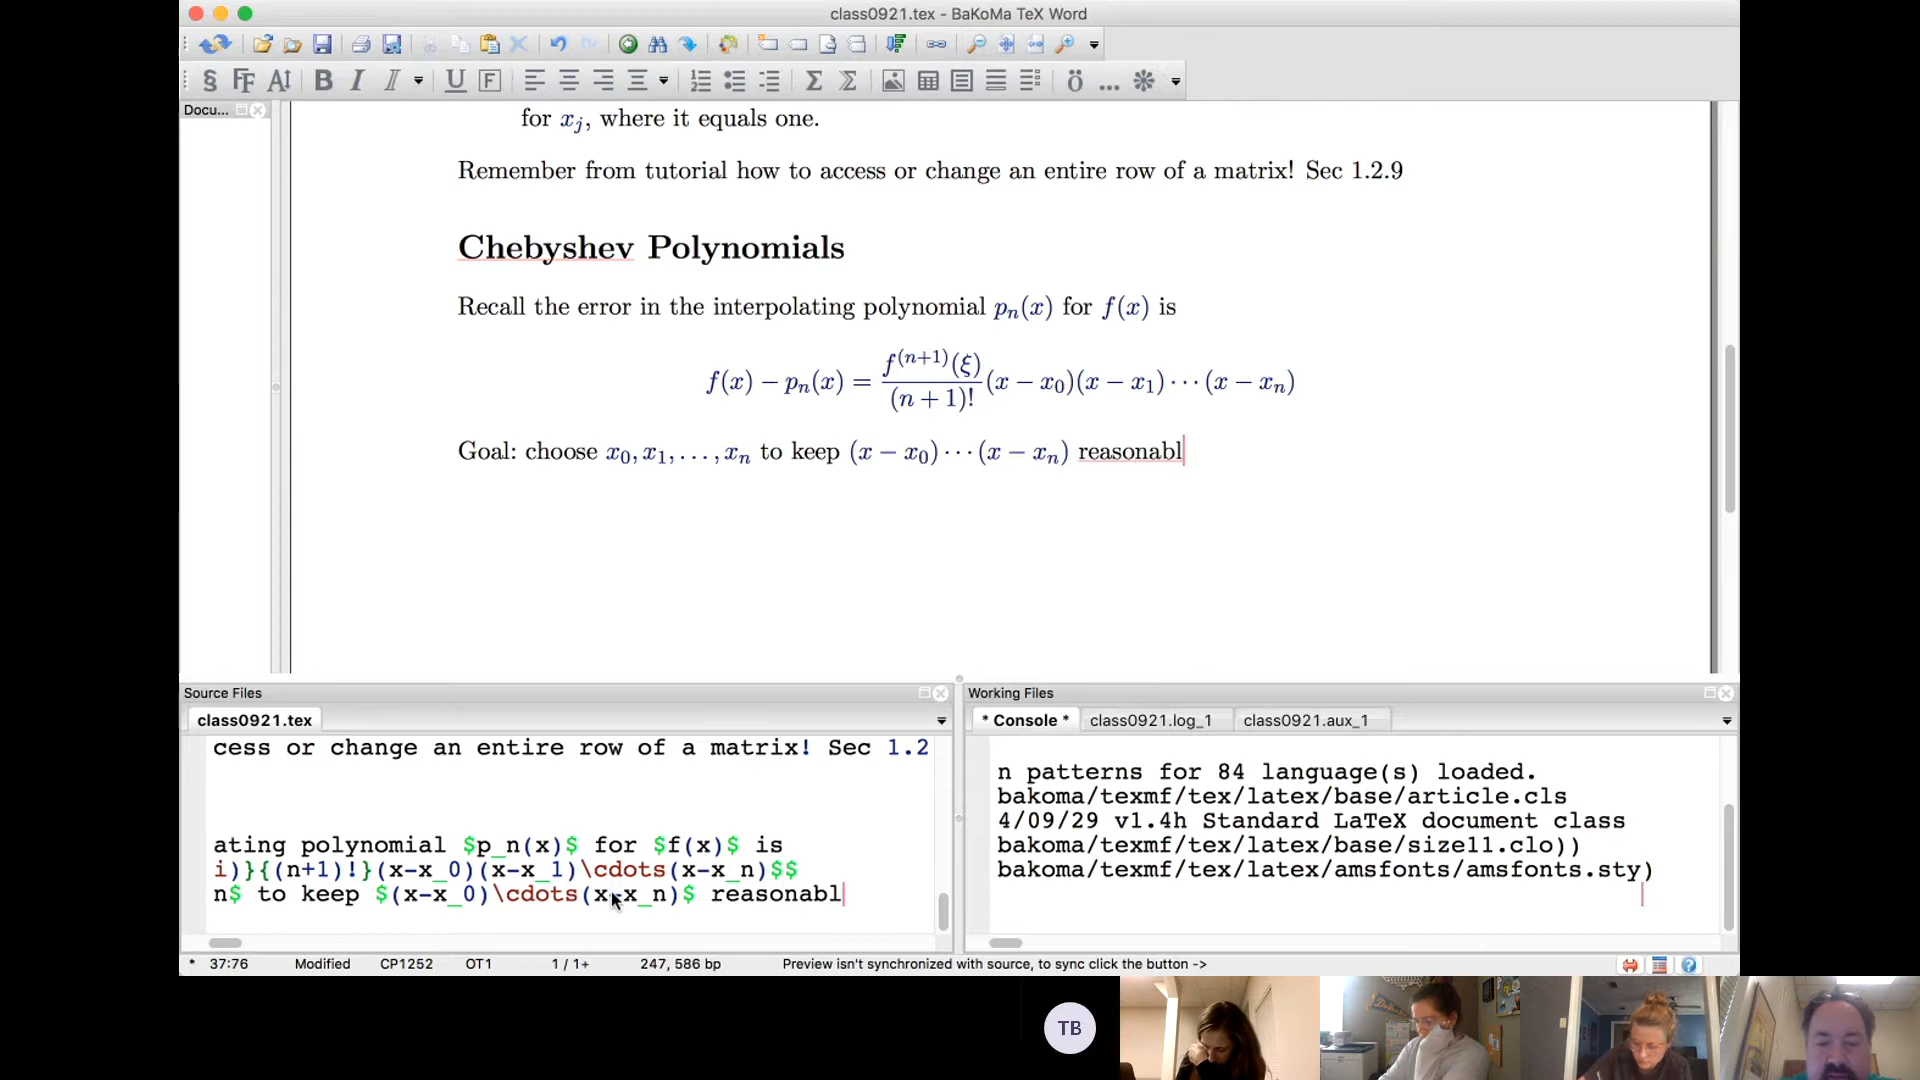 class0921.tex - BaKoMa TeX Word
Docu...
for x_j, where it equals one.
Remember from tutorial how to access or change an entire row of a matrix! Sec 1.2.9
Chebyshev Polynomials
Recall the error in the interpolating polynomial p_n(x) for f(x) is
f(x) − p_n(x) = \frac{f^{(n+1)}(ξ)}{(n + 1)!}(x − x_0)(x − x_1) ⋯ (x − x_n)
Goal: choose x_0, x_1, …, x_n to keep (x − x_0) ⋯ (x − x_n) reasonabl
Source Files
class0921.tex
cess or change an entire row of a matrix! Sec 1.2
ating polynomial $p_n(x)$ for $f(x)$ is
i)}{(n+1)!}(x-x_0)(x-x_1)\cdots(x-x_n)$$
n$ to keep $(x-x_0)\cdots(x-x_n)$ reasonabl
Working Files
* Console * class0921.log_1 class0921.aux_1
n patterns for 84 language(s) loaded.
bakoma/texmf/tex/latex/base/article.cls
4/09/29 v1.4h Standard LaTeX document class
bakoma/texmf/tex/latex/base/size11.clo))
bakoma/texmf/tex/latex/amsfonts/amsfonts.sty)
* 37:76 Modified CP1252 OT1 1 / 1+ 247, 586 bp Preview isn't synchronized with source, to sync click the button ->
TB